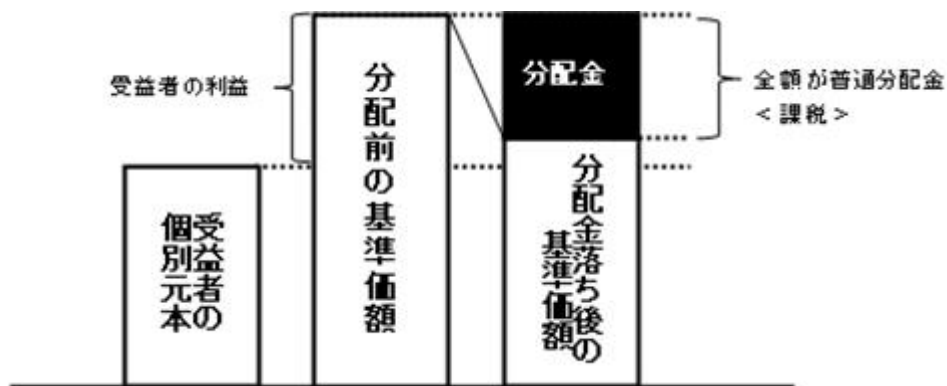 受益者の利益
受益者の
個別元本
分配前の基準価額
分配金
分配金落ち後の
基準価額
全額が普通分配金
<課税>